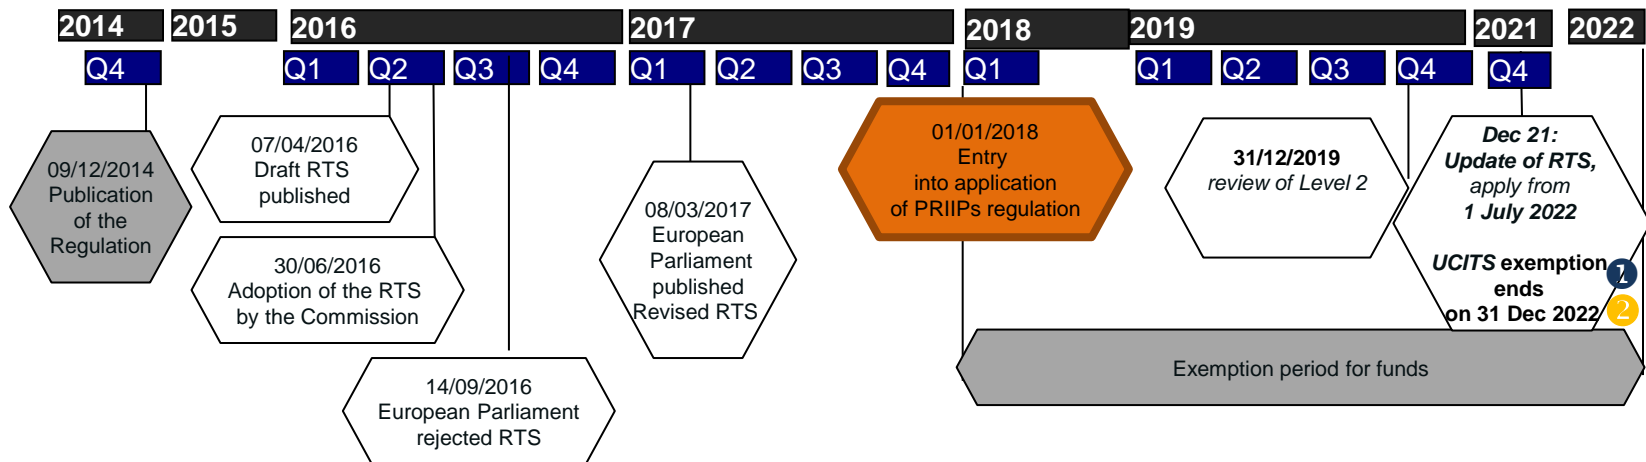 2014
2015
2016
2017
2018
2019
2021
2022
Q4
Q1
Q2
Q3
Q4
Q1
Q2
Q3
Q4
Q1
Q1
Q2
Q3
Q4
Q4
09/12/2014
Publication
of the
Regulation
07/04/2016
Draft RTS
published
30/06/2016
Adoption of the RTS
by the Commission
14/09/2016
European Parliament
rejected RTS
08/03/2017
European
Parliament
published
Revised RTS
01/01/2018
Entry
into application
of PRIIPs regulation
31/12/2019
review of Level 2
Dec 21:
Update of RTS,
apply from
1 July 2022
UCITS exemption
ends
on 31 Dec 2022
1
2
Exemption period for funds